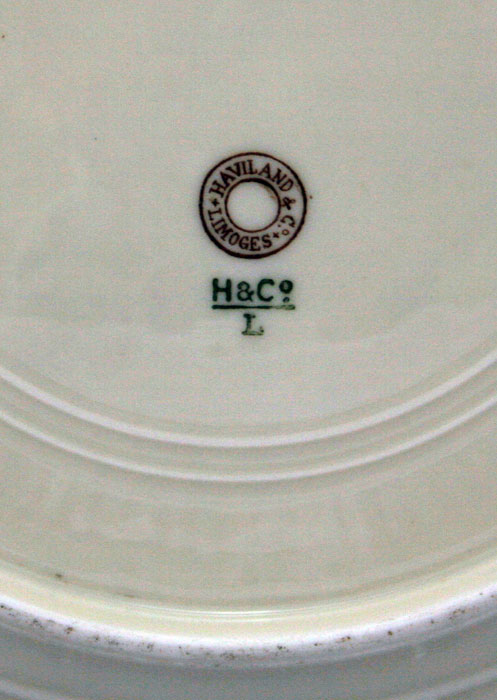 HAVILAND & Co.
+ LIMOGES +
H&Co
L